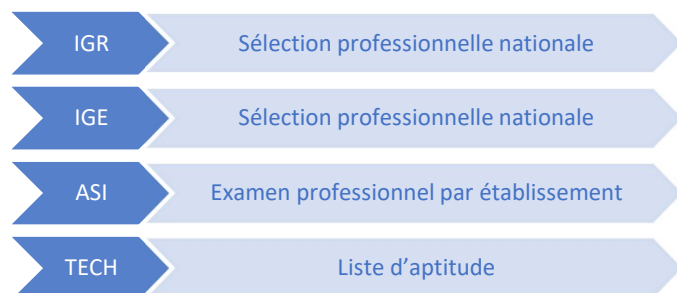 IGR Sélection professionnelle nationale
IGE Sélection professionnelle nationale
ASI Examen professionnel par établissement
TECH Liste d’aptitude